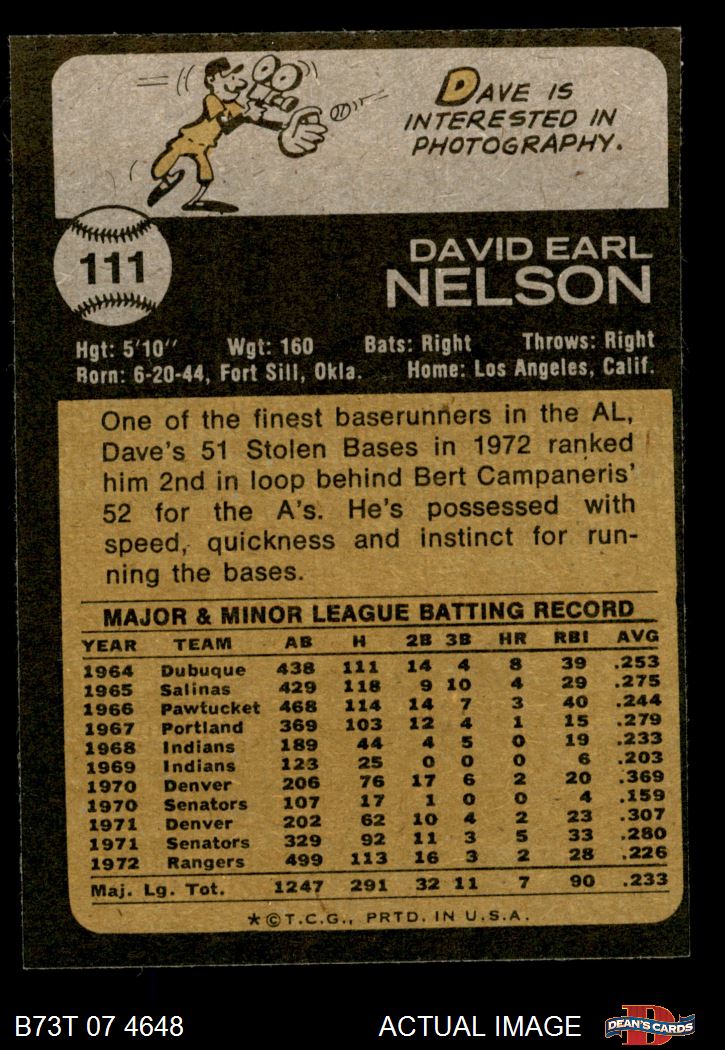 DAVE IS
INTERESTED IN
PHOTOGRAPHY.
111
DAVID EARL
NELSON
Hgt: 5'10" Wgt: 160 Bats: Right Throws: Right
Born: 6-20-44, Fort Sill, Okla. Home: Los Angeles, Calif.
One of the finest baserunners in the AL,
Dave's 51 Stolen Bases in 1972 ranked
him 2nd in loop behind Bert Campaneris'
52 for the A's. He's possessed with
speed, quickness and instinct for run-
ning the bases.
MAJOR & MINOR LEAGUE BATTING RECORD
YEAR TEAM AB H 2B 3B HR RBI AVG
1964 Dubuque 438 111 14 4 8 39 .253
1965 Salinas 429 118 9 10 4 29 .275
1966 Pawtucket 468 114 14 7 3 40 .244
1967 Portland 369 103 12 4 1 15 .279
1968 Indians 189 44 4 5 0 19 .233
1969 Indians 123 25 0 0 0 6 .203
1970 Denver 206 76 17 6 2 20 .369
1970 Senators 107 17 1 0 0 4 .159
1971 Denver 202 62 10 4 2 23 .307
1971 Senators 329 92 11 3 5 33 .280
1972 Rangers 499 113 16 3 2 28 .226
Maj. Lg. Tot. 1247 291 32 11 7 90 .233
★©T.C.G., PRTD. IN U.S.A.
B73T 07 4648 ACTUAL IMAGE DEAN'S CARDS